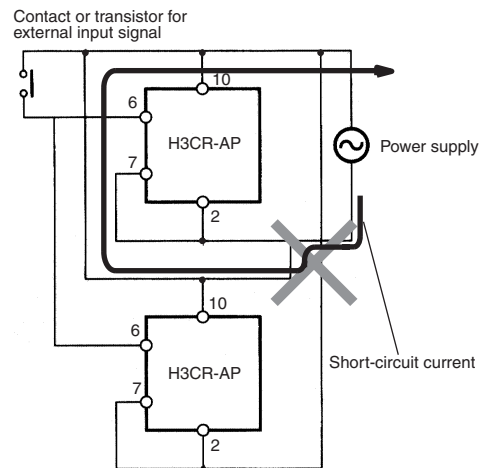 Contact or transistor for
external input signal
10
6
H3CR-AP
7
Power supply
2
10
6
Short-circuit current
H3CR-AP
7
2